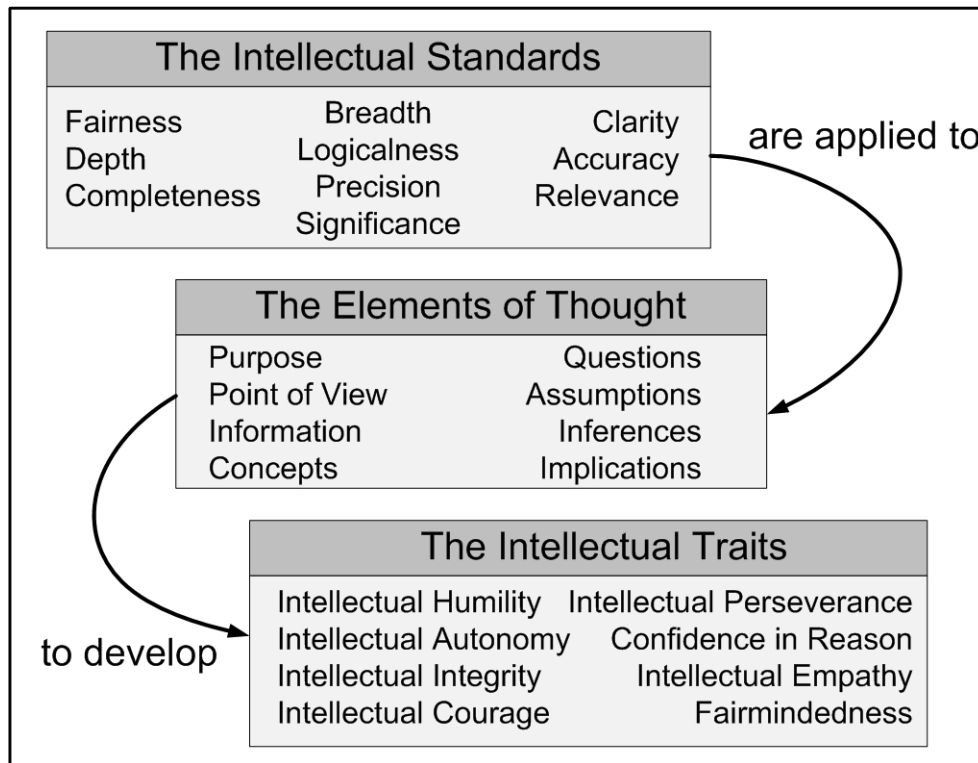 The Intellectual Standards
Fairness
Depth
Completeness
Breadth
Logicalness
Precision
Significance
Clarity
Accuracy
Relevance
are applied to
The Elements of Thought
Purpose
Point of View
Information
Concepts
Questions
Assumptions
Inferences
Implications
to develop
The Intellectual Traits
Intellectual Humility
Intellectual Autonomy
Intellectual Integrity
Intellectual Courage
Intellectual Perseverance
Confidence in Reason
Intellectual Empathy
Fairmindedness